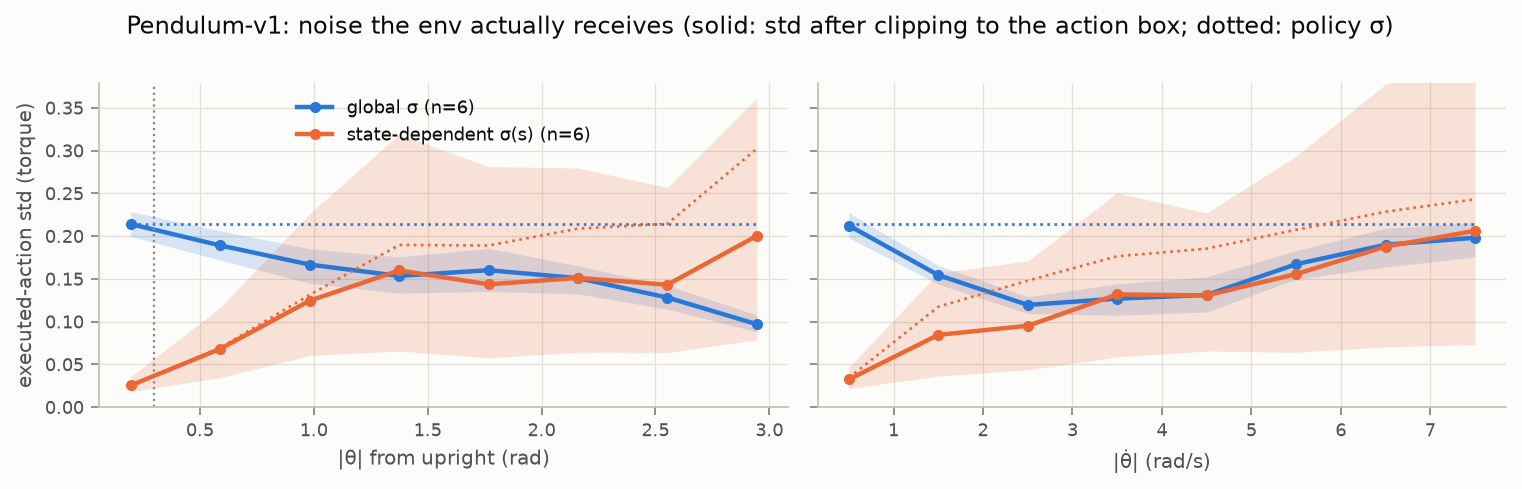 Pendulum-v1: noise the env actually receives (solid: std after clipping to the action box; dotted: policy σ)
executed-action std (torque)
0.35
0.30
0.25
0.20
0.15
0.10
0.05
0.00
global σ (n=6)
state-dependent σ(s) (n=6)
0.5 1.0 1.5 2.0 2.5 3.0
|θ| from upright (rad)
1 2 3 4 5 6 7
|θ̇| (rad/s)